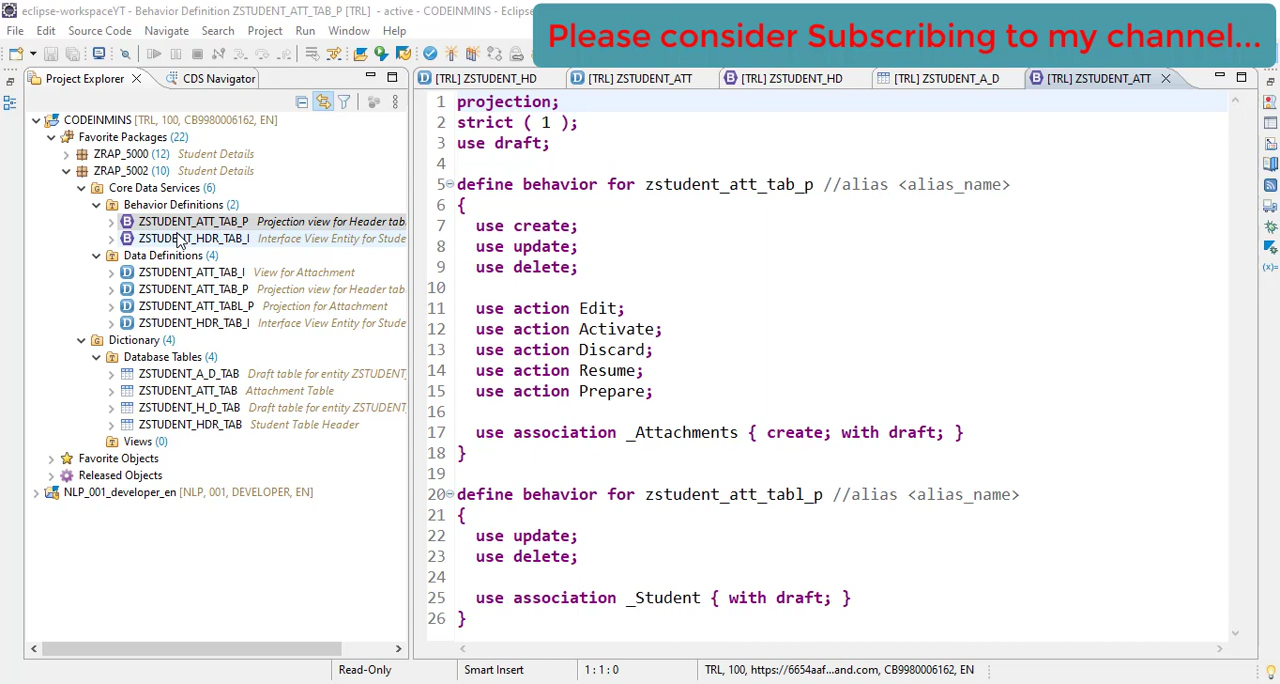 eclipse-workspaceYT - Behavior Definition ZSTUDENT_ATT_TAB_P [TRL] - active - CODEINMINS - Eclipse
Please consider Subscribing to my channel...
File Edit Source Code Navigate Search Project Run Window Help
Project Explorer CDS Navigator
[TRL] ZSTUDENT_HD [TRL] ZSTUDENT_ATT [TRL] ZSTUDENT_HD [TRL] ZSTUDENT_A_D [TRL] ZSTUDENT_ATT
CODEINMINS [TRL, 100, CB9980006162, EN]
Favorite Packages (22)
ZRAP_5000 (12) Student Details
ZRAP_5002 (10) Student Details
Core Data Services (6)
Behavior Definitions (2)
ZSTUDENT_ATT_TAB_P Projection view for Header tab
ZSTUDENT_HDR_TAB_I Interface View Entity for Stude
Data Definitions (4)
ZSTUDENT_ATT_TAB_I View for Attachment
ZSTUDENT_ATT_TAB_P Projection view for Header tab
ZSTUDENT_ATT_TABL_P Projection for Attachment
ZSTUDENT_HDR_TAB_I Interface View Entity for Stude
Dictionary (4)
Database Tables (4)
ZSTUDENT_A_D_TAB Draft table for entity ZSTUDENT_
ZSTUDENT_ATT_TAB Attachment Table
ZSTUDENT_H_D_TAB Draft table for entity ZSTUDENT_
ZSTUDENT_HDR_TAB Student Table Header
Views (0)
Favorite Objects
Released Objects
NLP_001_developer_en [NLP, 001, DEVELOPER, EN]
1 projection;
2 strict ( 1 );
3 use draft;
4
5 define behavior for zstudent_att_tab_p //alias <alias_name>
6 {
7 use create;
8 use update;
9 use delete;
10
11 use action Edit;
12 use action Activate;
13 use action Discard;
14 use action Resume;
15 use action Prepare;
16
17 use association _Attachments { create; with draft; }
18 }
19
20 define behavior for zstudent_att_tabl_p //alias <alias_name>
21 {
22 use update;
23 use delete;
24
25 use association _Student { with draft; }
26 }
Read-Only Smart Insert 1 : 1 : 0 TRL, 100, https://6654aaf...and.com, CB9980006162, EN